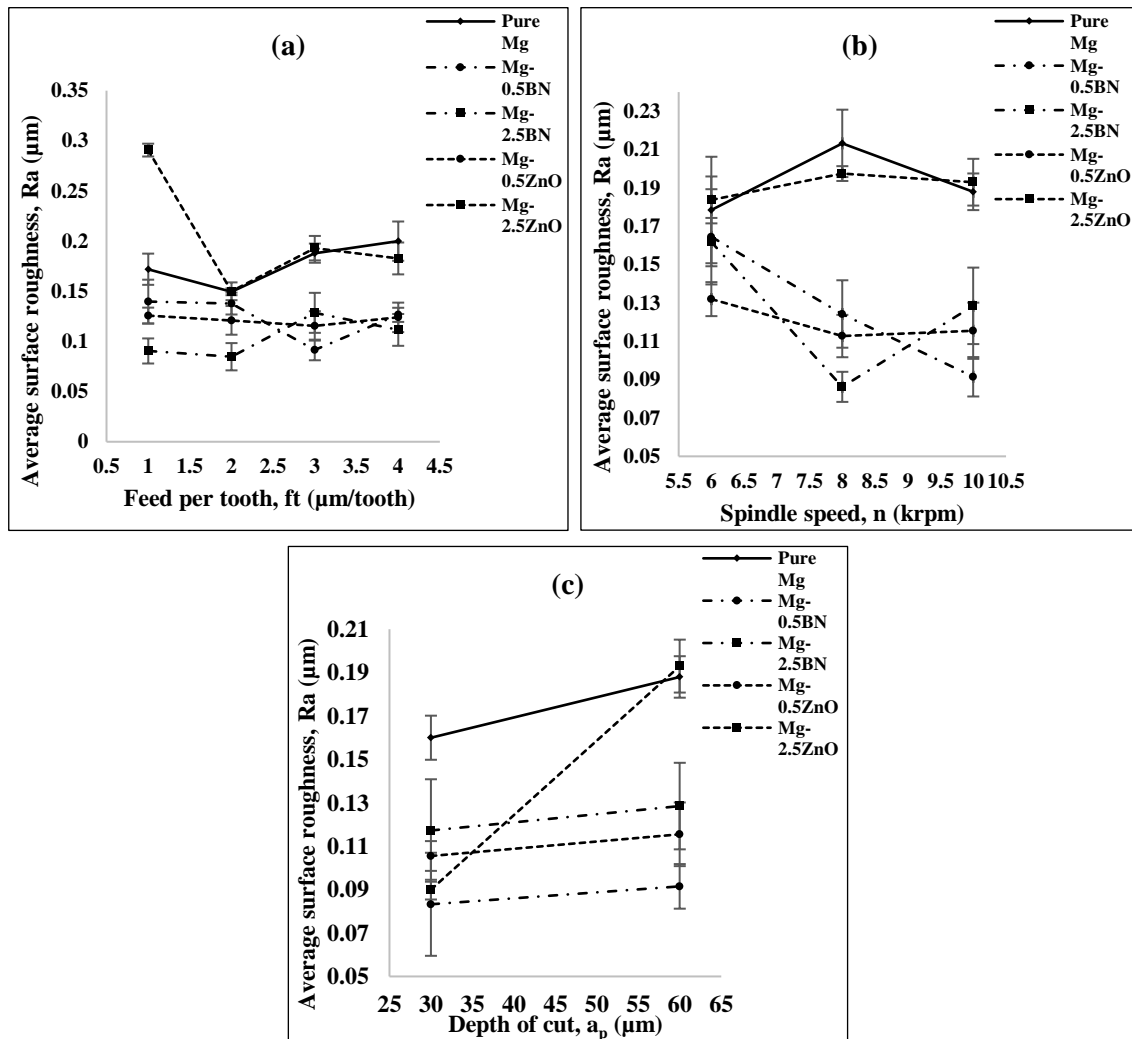 (a)
Pure
Mg
Mg-
0.5BN
Mg-
2.5BN
Mg-
0.5ZnO
Mg-
2.5ZnO
Average surface roughness, Ra (µm)
0.35
0.3
0.25
0.2
0.15
0.1
0.05
0
0.5 1 1.5 2 2.5 3 3.5 4 4.5
Feed per tooth, ft (µm/tooth)
(b)
Pure
Mg
Mg-
0.5BN
Mg-
2.5BN
Mg-
0.5ZnO
Mg-
2.5ZnO
Average surface roughness, Ra (µm)
0.23
0.21
0.19
0.17
0.15
0.13
0.11
0.09
0.07
0.05
5.5 6 6.5 7 7.5 8 8.5 9 9.5 10 10.5
Spindle speed, n (krpm)
(c)
Pure
Mg
Mg-
0.5BN
Mg-
2.5BN
Mg-
0.5ZnO
Mg-
2.5ZnO
Average surface roughness, Ra (µm)
0.21
0.19
0.17
0.15
0.13
0.11
0.09
0.07
0.05
25 30 35 40 45 50 55 60 65
Depth of cut, aₚ (µm)